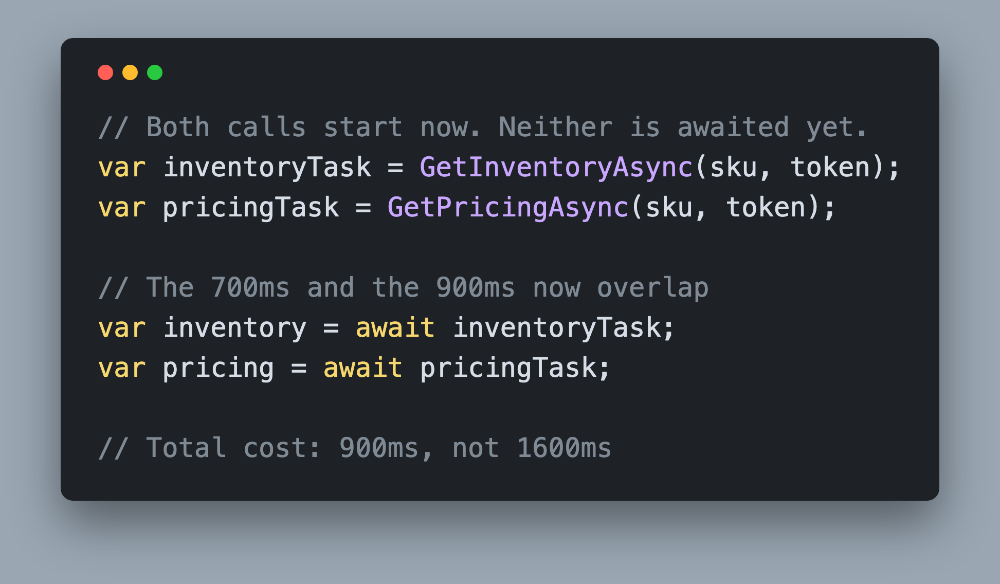 // Both calls start now. Neither is awaited yet.
var inventoryTask = GetInventoryAsync(sku, token);
var pricingTask = GetPricingAsync(sku, token);
// The 700ms and the 900ms now overlap
var inventory = await inventoryTask;
var pricing = await pricingTask;
// Total cost: 900ms, not 1600ms